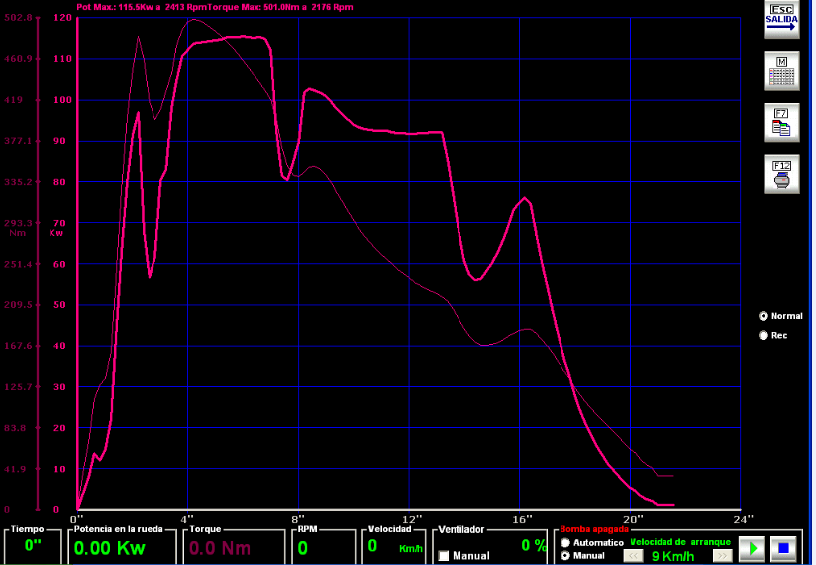 Pot Max.: 115.5Kw a 2413 RpmTorque Max: 501.0Nm a 2176 Rpm
502.8 120
460.9 110
419 100
377.1 90
335.2 80
293.3 70
Nm Kw
251.4 60
209.5 50
167.6 40
125.7 30
83.8 20
41.9 10
0 0
0'' 4'' 8'' 12'' 16'' 20'' 24''
ESC
SALIDA
M
F7
F12
Normal
Rec
Tiempo
0''
Potencia en la rueda
0.00 Kw
Torque
0.0 Nm
RPM
0
Velocidad
0 Km/h
Ventilador
0 %
Manual
Bomba apagada
Automatico
Manual
Velocidad de arranque
<< 9 Km/h >>